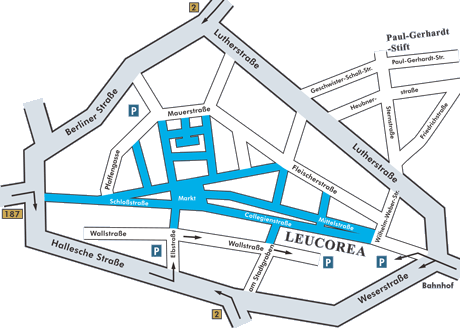 2
Lutherstraße
Paul-Gerhardt
-Stift
Paul-Gerhardt-Str.
Geschwister-Scholl-Str.
Heubner-
straße
Sternstraße
Friedrichstraße
Berliner Straße
P
Mauerstraße
Pfaffengasse
Fleischerstraße
Lutherstraße
Markt
Schloßstraße
Collegienstraße
Mittelstraße
Wilhelm-Weber-Str.
187
Wallstraße
Elbstraße
Wallstraße
LEUCOREA
Hallesche Straße
P
am Stadtgraben
P
P
Weserstraße
Bahnhof
2